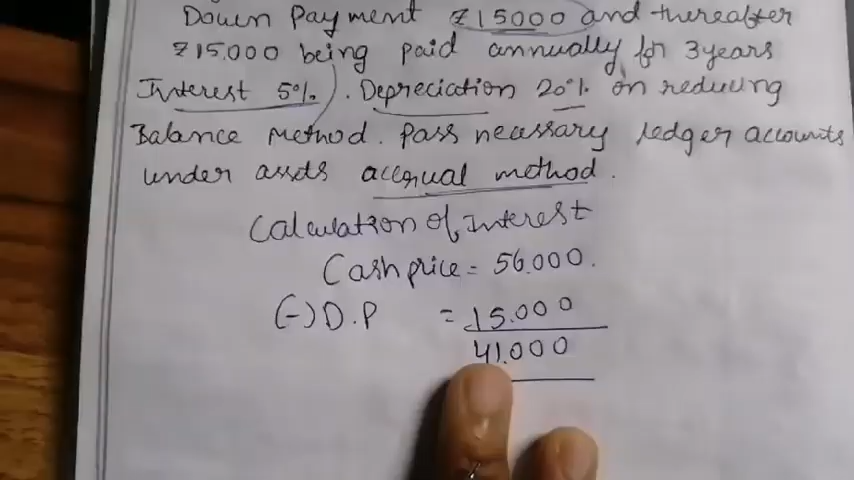 Down Payment ₹15000 and thereafter
₹15.000 being paid annually for 3 years
Interest 5%. Depreciation 20% on reducing
Balance Method. Pass necessary ledger accounts
under assets accrual method.
Calculation of Interest
Cash price = 56.000.
(-) D.P = 15.000
41.000